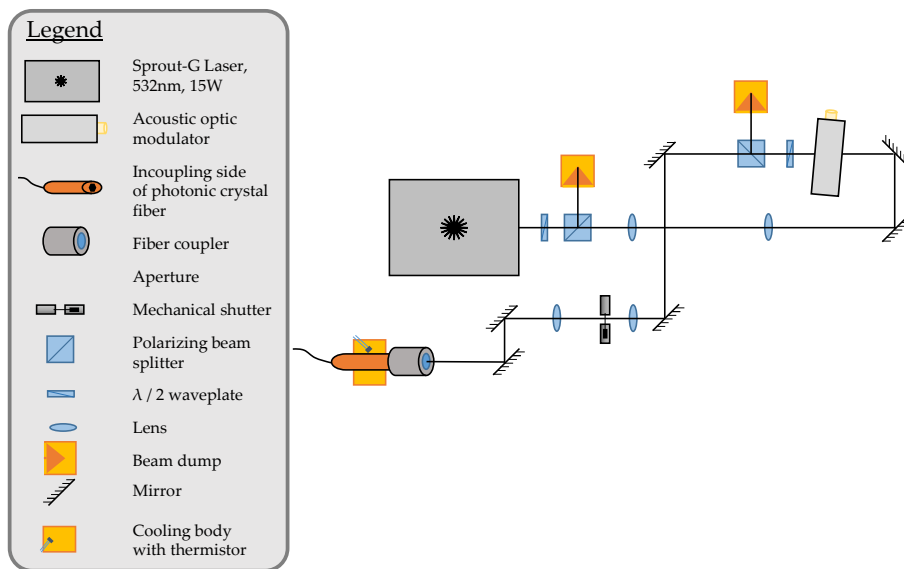 Legend
Sprout-G Laser,
532nm, 15W
Acoustic optic
modulator
Incoupling side
of photonic crystal
fiber
Fiber coupler
Aperture
Mechanical shutter
Polarizing beam
splitter
λ / 2 waveplate
Lens
Beam dump
Mirror
Cooling body
with thermistor